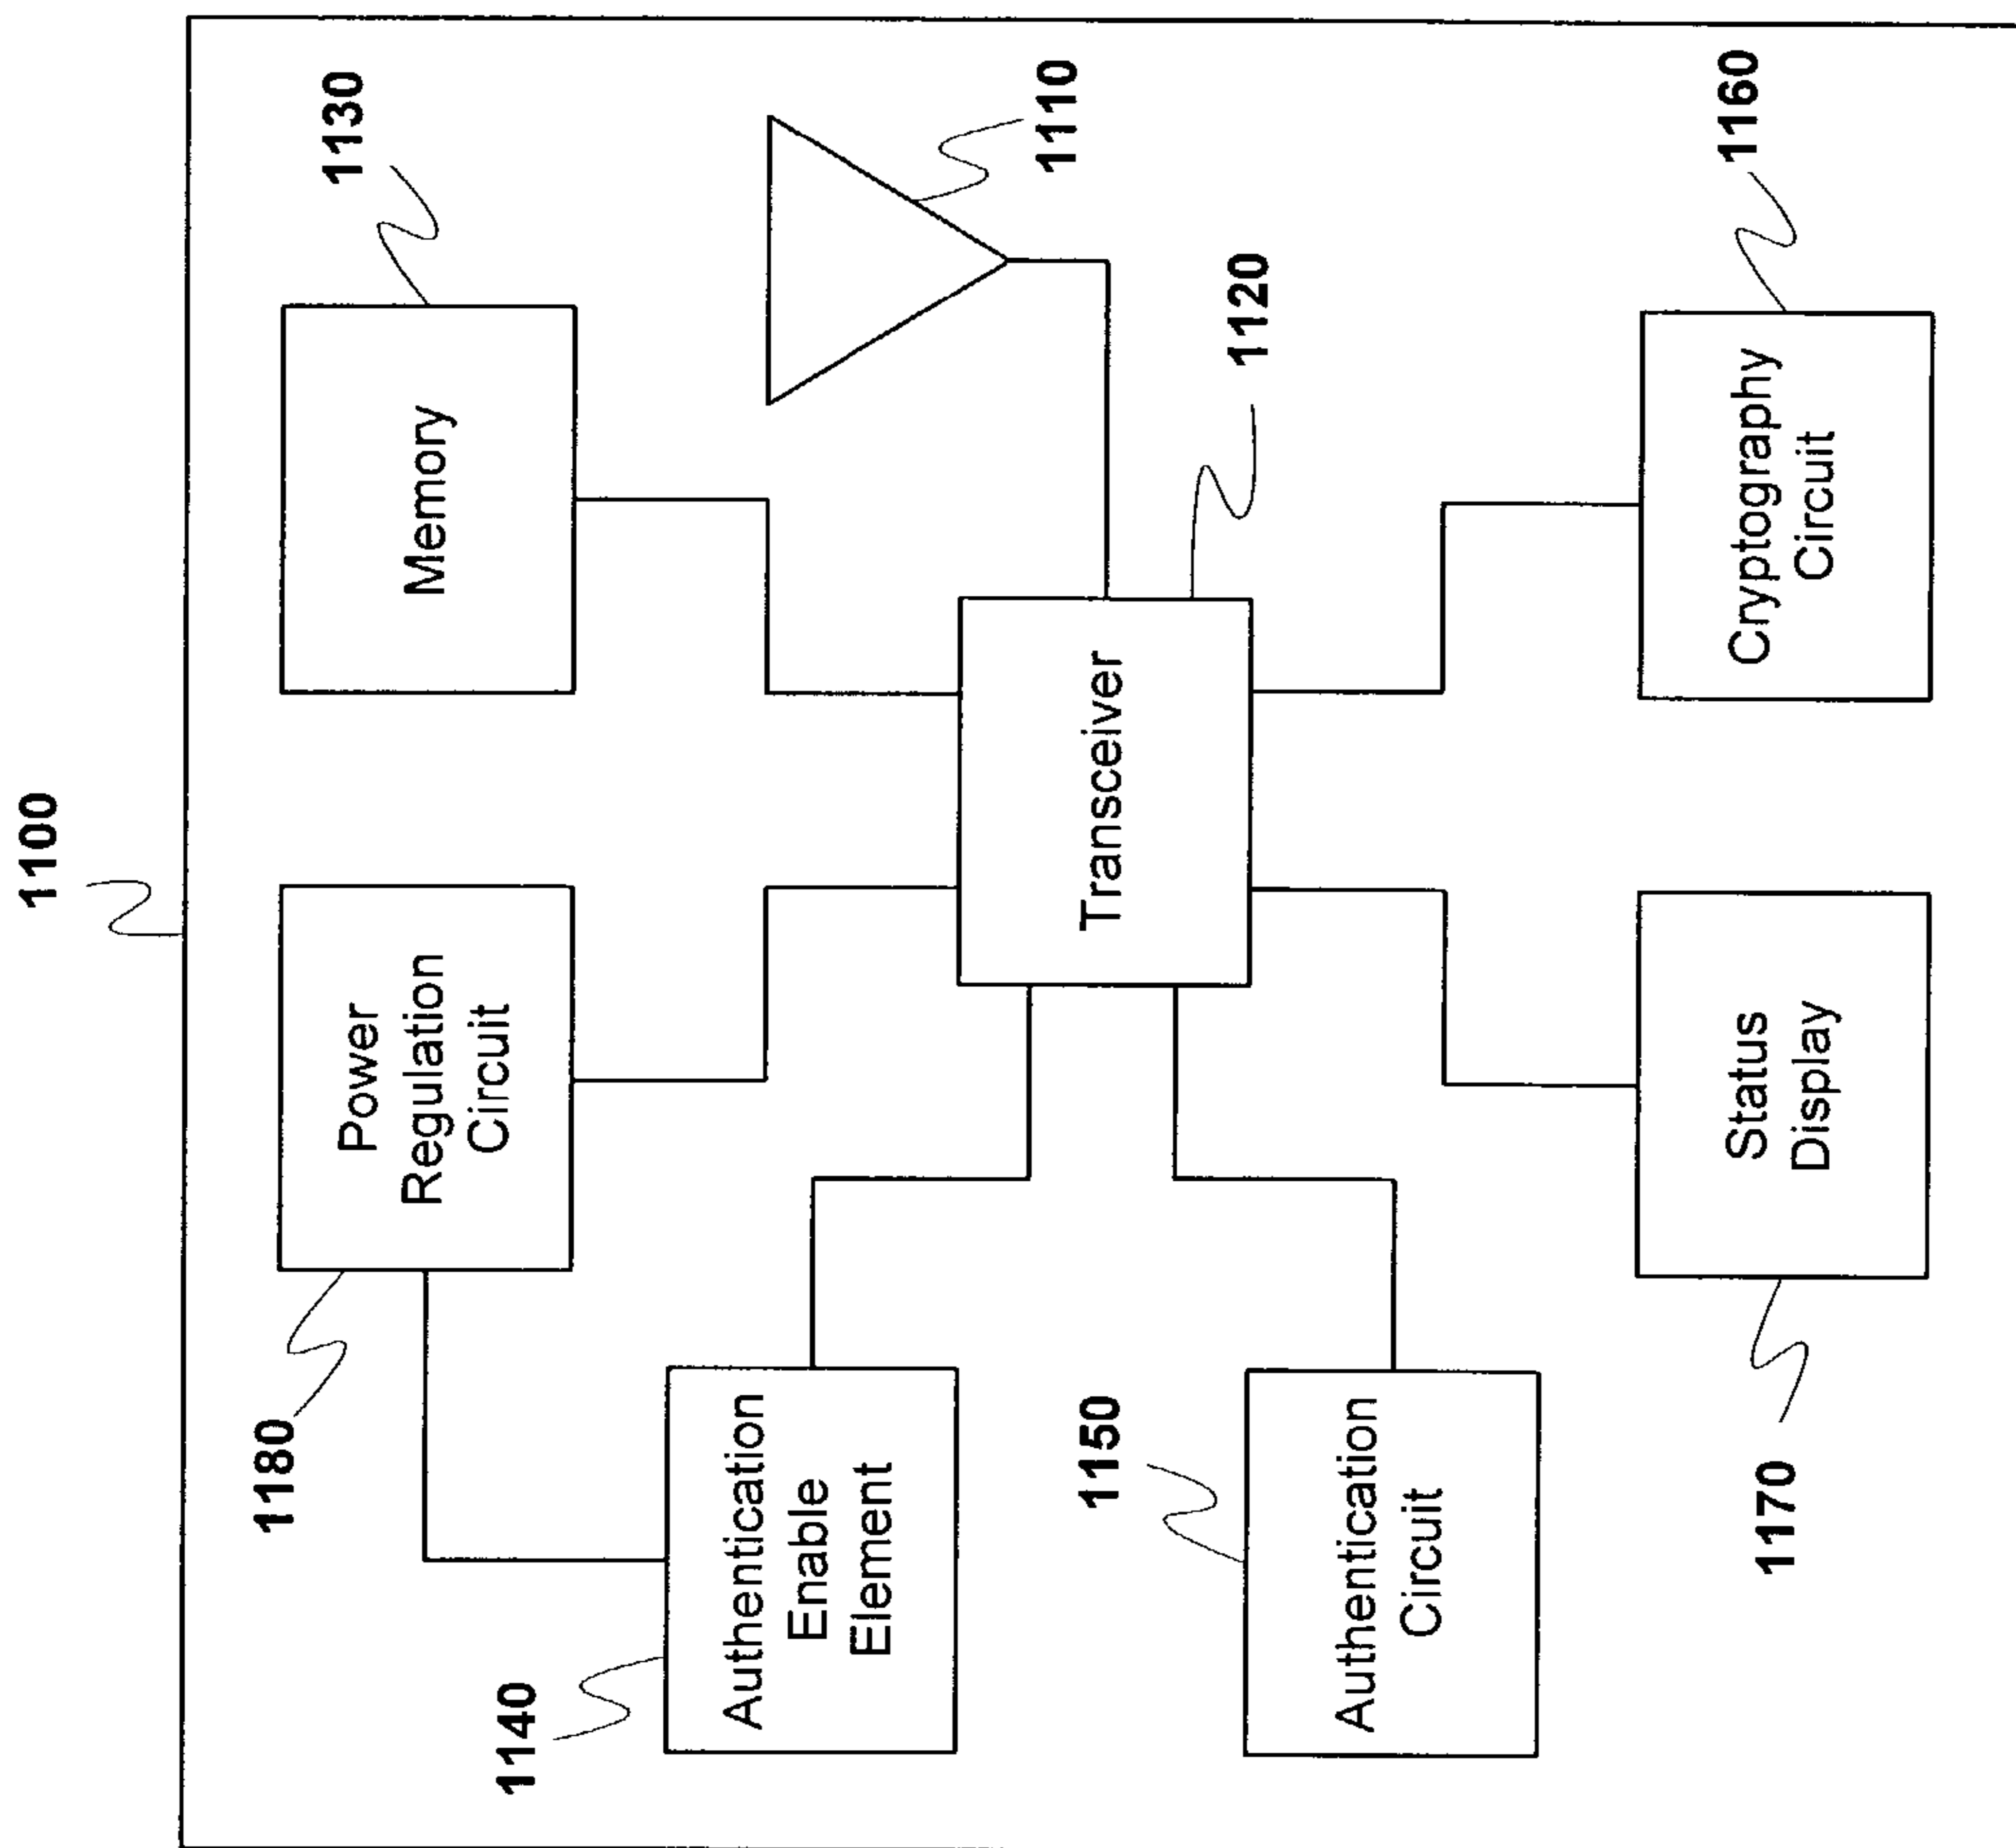 1100
1180
1130
Power
Regulation
Circuit
Memory
1140
Authentication
Enable
Element
1110
1150
Transceiver
1120
Authentication
Circuit
1170
1160
Status
Display
Cryptography
Circuit